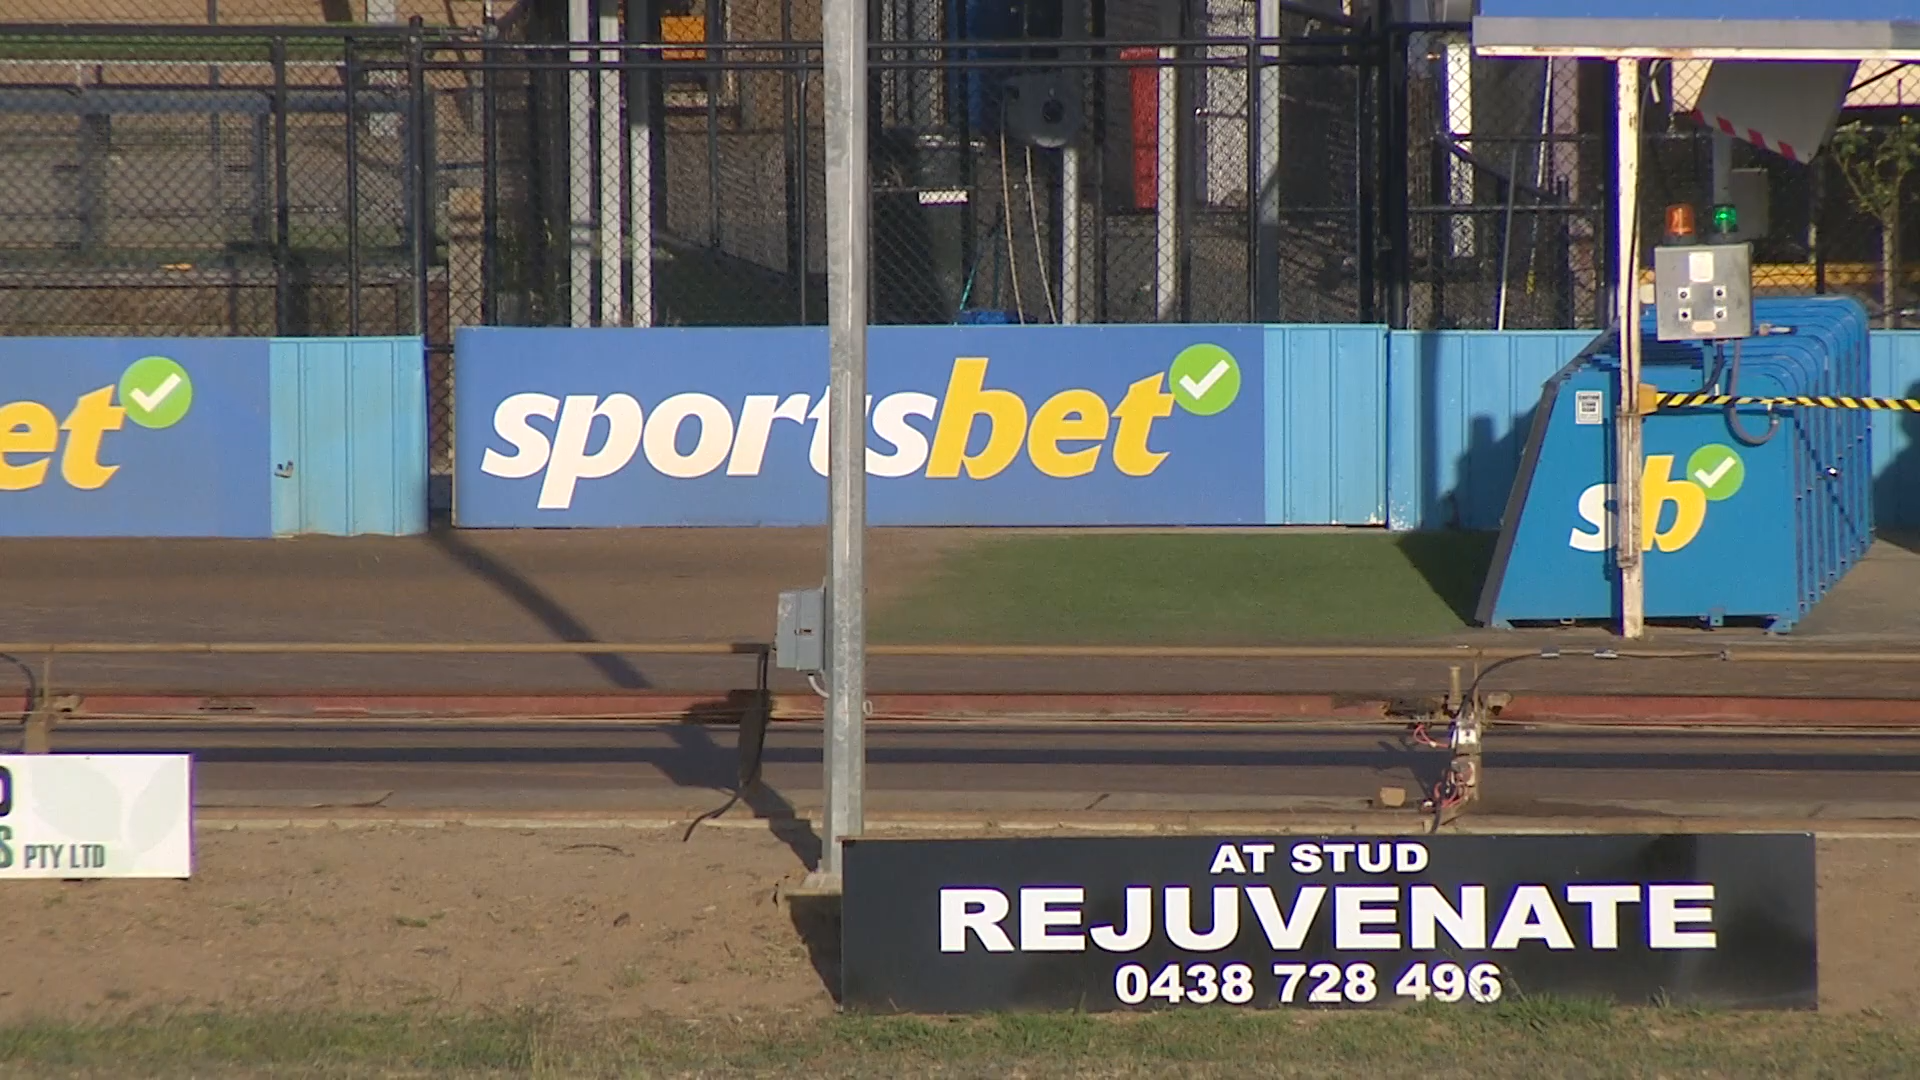 et
sportsbet
sb
S PTY LTD
AT STUD
REJUVENATE
0438 728 496